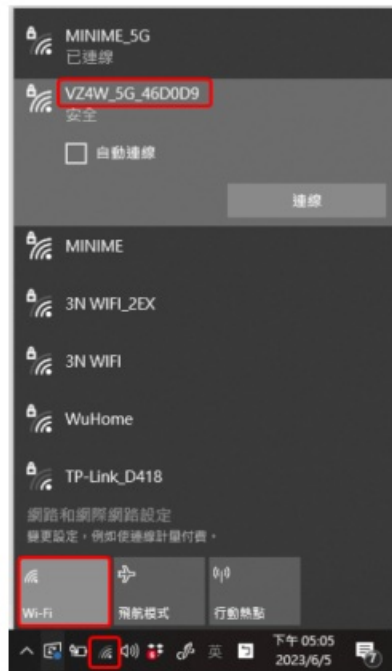 MINIME_5G
已連線
VZ4W_5G_46D0D9
安全
自動連線
連線
MINIME
3N WIFI_2EX
3N WIFI
WuHome
TP-Link_D418
網路和網際網路設定
變更設定，例如使連線計量付費。
Wi-Fi
飛航模式
行動熱點
英
下午 05:05
2023/6/5
7